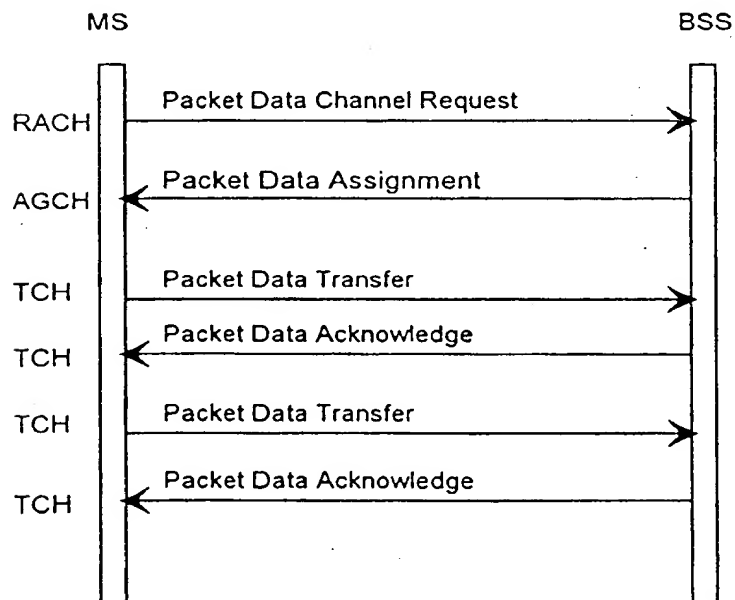 MS BSS
Packet Data Channel Request
RACH
Packet Data Assignment
AGCH
Packet Data Transfer
TCH
Packet Data Acknowledge
TCH
Packet Data Transfer
TCH
Packet Data Acknowledge
TCH